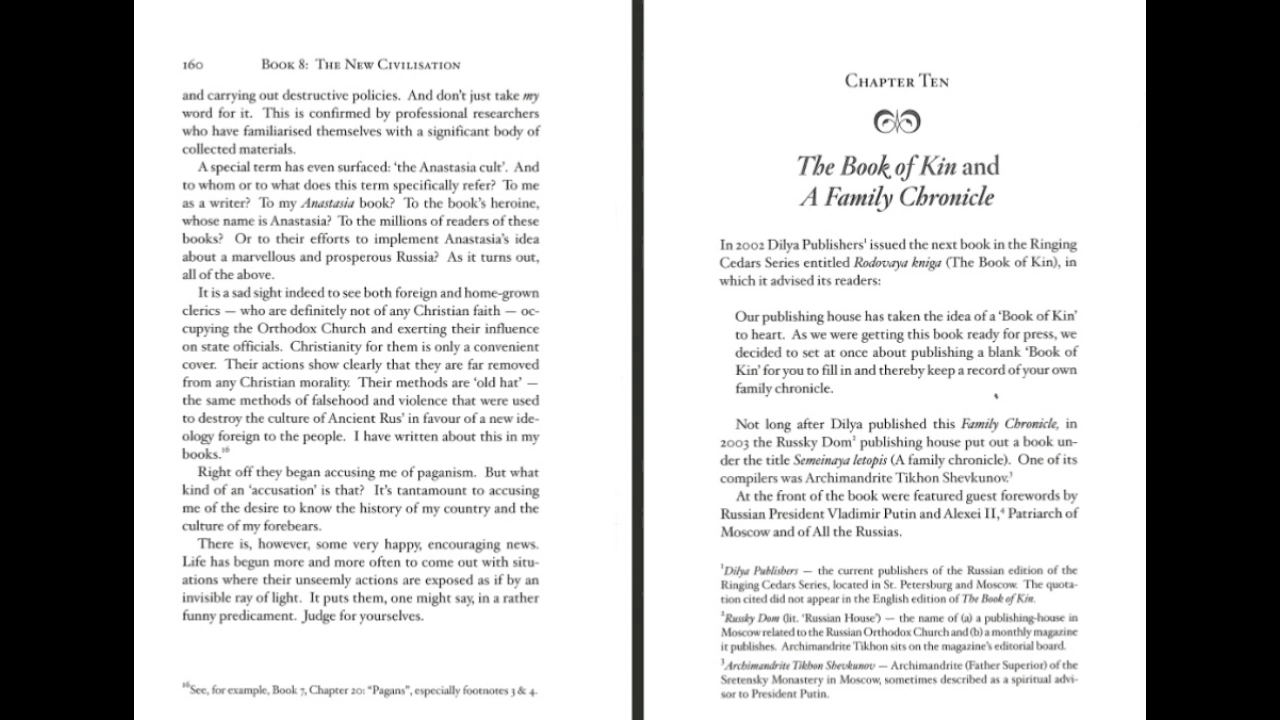 160 Book 8: The New Civilisation
and carrying out destructive policies. And don't just take my
word for it. This is confirmed by professional researchers
who have familiarised themselves with a significant body of
collected materials.
A special term has even surfaced: 'the Anastasia cult'. And
to whom or to what does this term specifically refer? To me
as a writer? To my Anastasia book? To the book's heroine,
whose name is Anastasia? To the millions of readers of these
books? Or to their efforts to implement Anastasia's idea
about a marvellous and prosperous Russia? As it turns out,
all of the above.
It is a sad sight indeed to see both foreign and home-grown
clerics — who are definitely not of any Christian faith — oc-
cupying the Orthodox Church and exerting their influence
on state officials. Christianity for them is only a convenient
cover. Their actions show clearly that they are far removed
from any Christian morality. Their methods are 'old hat' —
the same methods of falsehood and violence that were used
to destroy the culture of Ancient Rus' in favour of a new ide-
ology foreign to the people. I have written about this in my
books.16
Right off they began accusing me of paganism. But what
kind of an 'accusation' is that? It's tantamount to accusing
me of the desire to know the history of my country and the
culture of my forebears.
There is, however, some very happy, encouraging news.
Life has begun more and more often to come out with situ-
ations where their unseemly actions are exposed as if by an
invisible ray of light. It puts them, one might say, in a rather
funny predicament. Judge for yourselves.
16See, for example, Book 7, Chapter 20: "Pagans", especially footnotes 3 & 4.
Chapter Ten
The Book of Kin and
A Family Chronicle
In 2002 Dilya Publishers1 issued the next book in the Ringing
Cedars Series entitled Rodovaya kniga (The Book of Kin), in
which it advised its readers:
Our publishing house has taken the idea of a 'Book of Kin'
to heart. As we were getting this book ready for press, we
decided to set at once about publishing a blank 'Book of
Kin' for you to fill in and thereby keep a record of your own
family chronicle.
Not long after Dilya published this Family Chronicle, in
2003 the Russky Dom2 publishing house put out a book un-
der the title Semeinaya letopis (A family chronicle). One of its
compilers was Archimandrite Tikhon Shevkunov.3
At the front of the book were featured guest forewords by
Russian President Vladimir Putin and Alexei II,4 Patriarch of
Moscow and of All the Russias.
1Dilya Publishers — the current publishers of the Russian edition of the
Ringing Cedars Series, located in St. Petersburg and Moscow. The quota-
tion cited did not appear in the English edition of The Book of Kin.
2Russky Dom (lit. 'Russian House') — the name of (a) a publishing-house in
Moscow related to the Russian Orthodox Church and (b) a monthly magazine
it publishes. Archimandrite Tikhon sits on the magazine's editorial board.
3Archimandrite Tikhon Shevkunov — Archimandrite (Father Superior) of the
Sretensky Monastery in Moscow, sometimes described as a spiritual advi-
sor to President Putin.